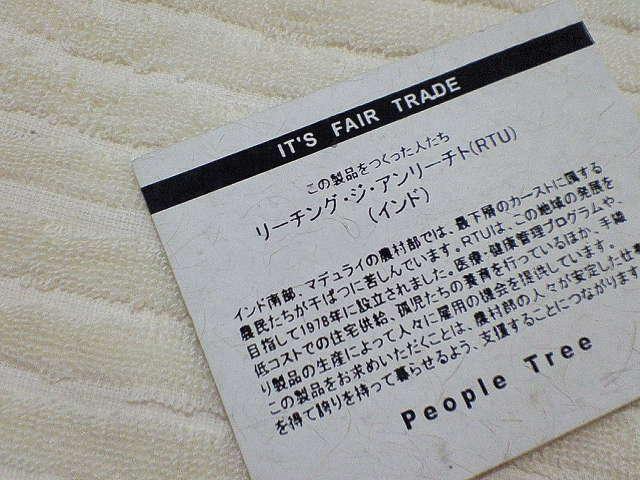 IT'S FAIR TRADE
この製品をつくった人たち
リーチング・ジ・アンリーチト(RTU)
(インド)
インド南部、マデュライの農村部では、最下層のカーストに属する
農民たちが干ばつに苦しんでいます。RTUは、この地域の発展を
目指して1978年に設立されました。医療・健康管理プログラムや、
低コストでの住宅供給、孤児たちの養育を行っているほか、手織
り製品の生産によって人々に雇用の機会を提供しています。
この製品をお求めいただくことは、農村部の人々が安定した仕事
を得て誇りを持って暮らせるよう、支援することにつながります
People Tree